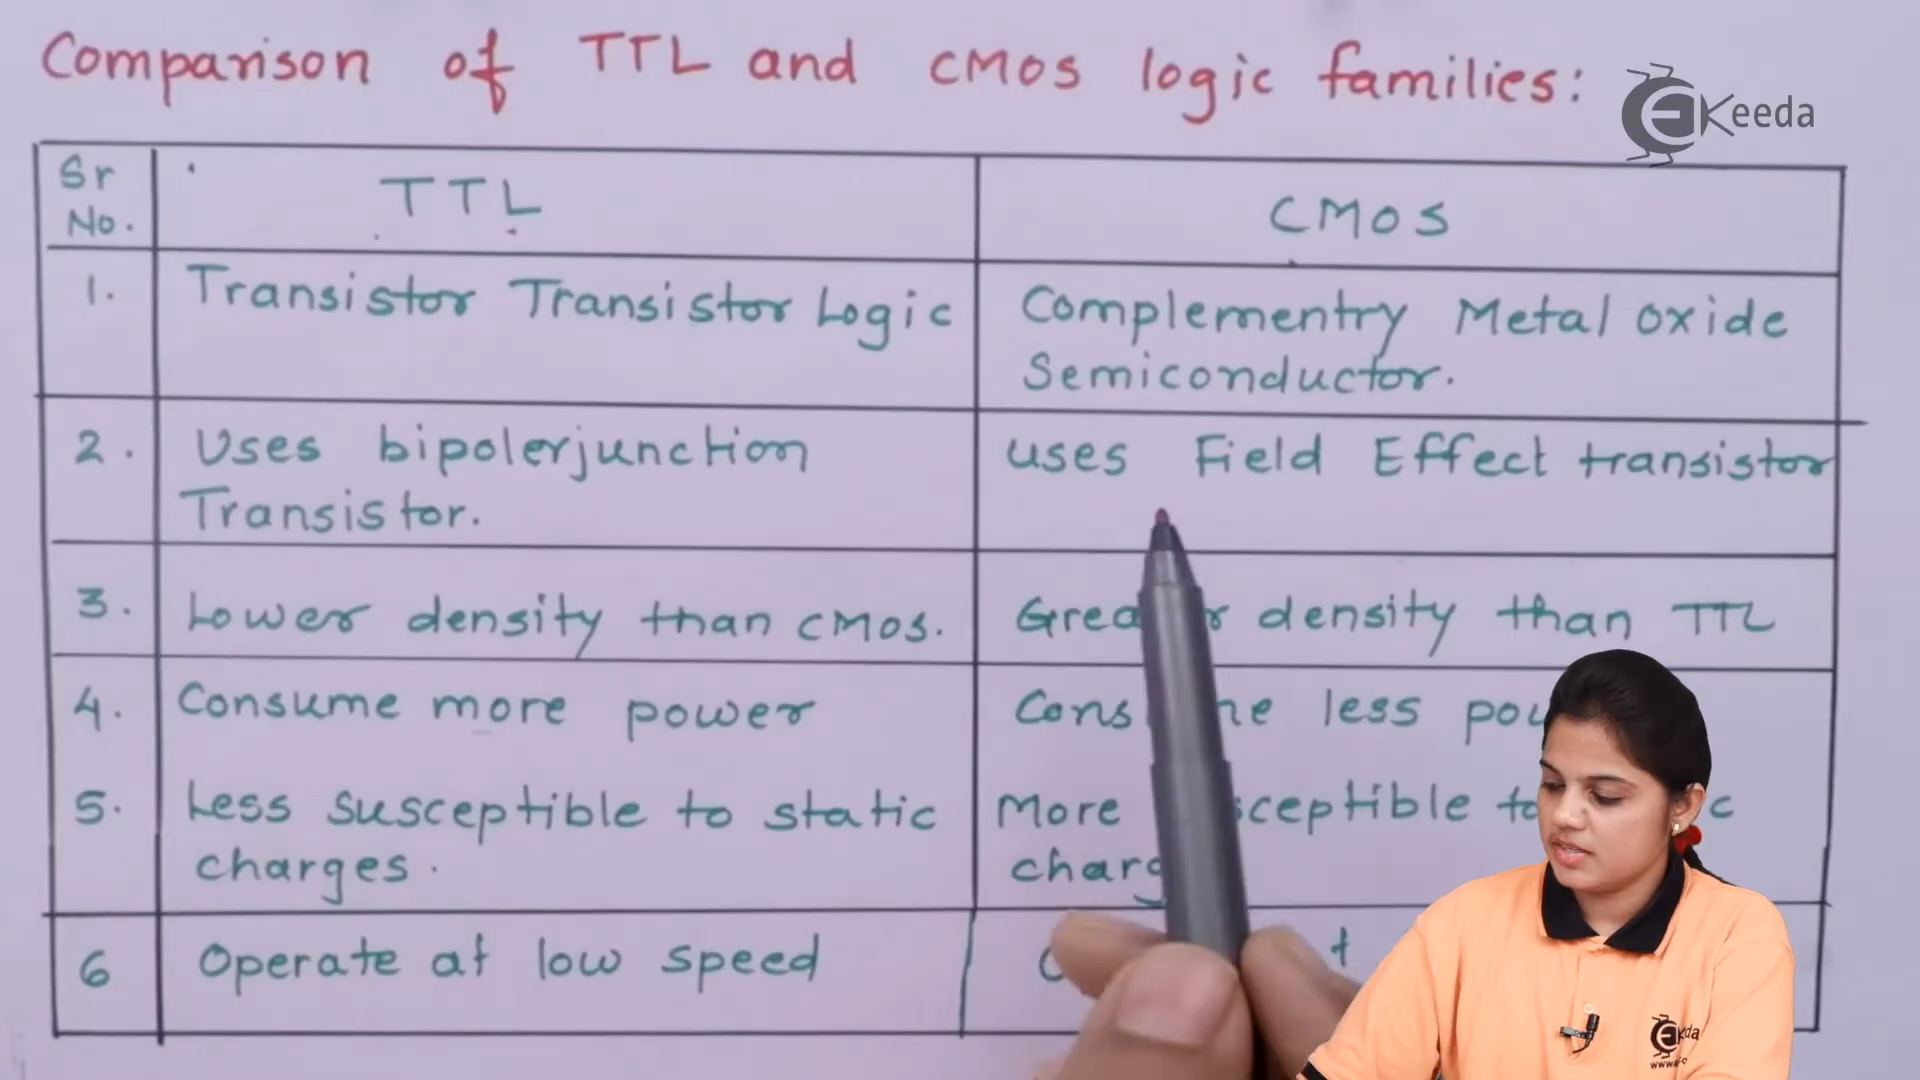 Comparison of TTL and CMOS logic families:
EKeeda
Sr No. TTL CMOS
1. Transistor Transistor Logic Complementry Metal oxide
Semiconductor.
2. Uses bipolerjunction uses Field Effect transistor
Transistor.
3. Lower density than CMOS. density than TTL
4. Consume more power less
5. Less susceptible to static More
charges.
6 Operate at low speed